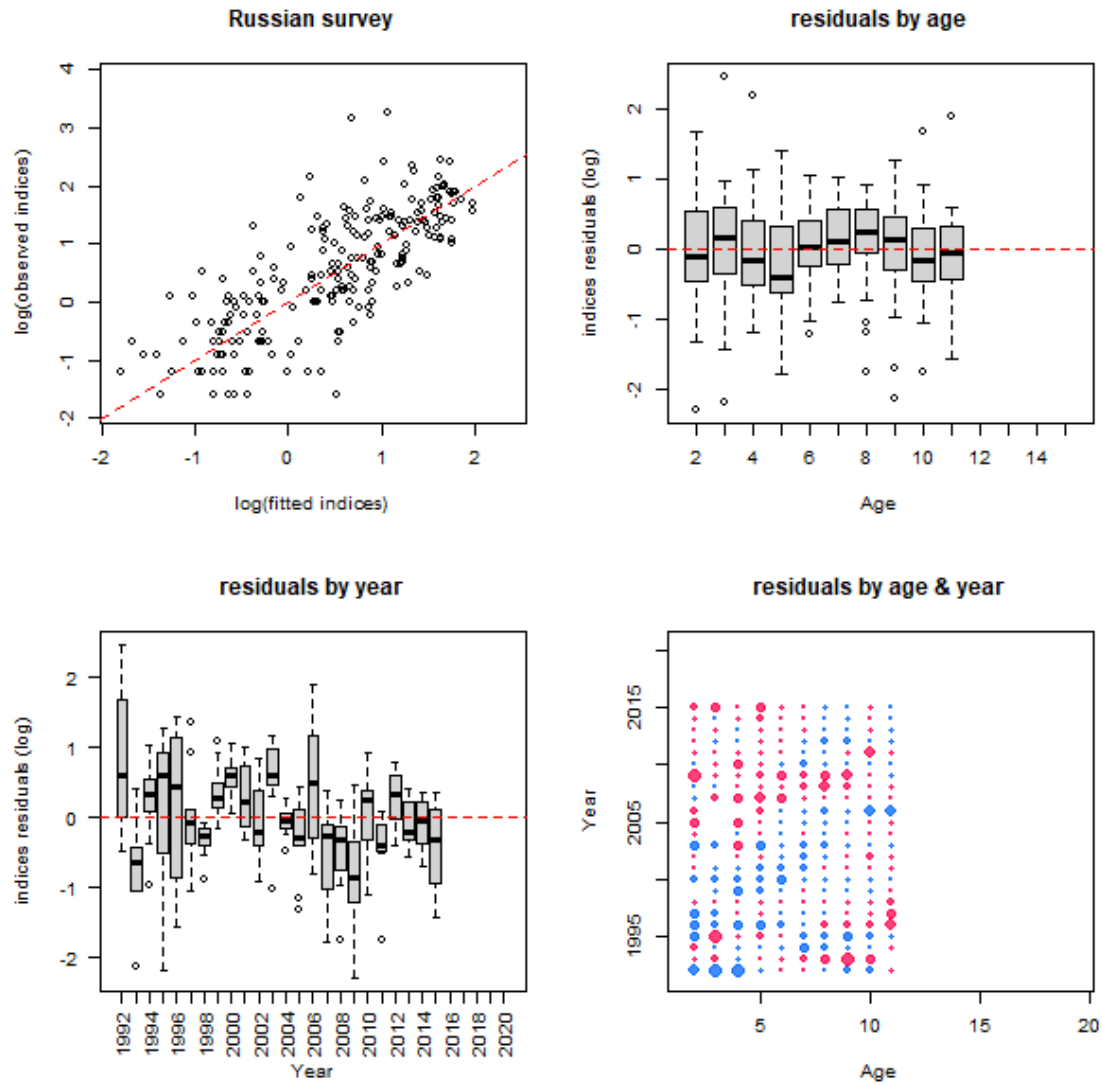 Russian survey
log(observed indices)
4
3
2
1
0
-1
-2
-2 -1 0 1 2
log(fitted indices)
residuals by age
indices residuals (log)
2
1
0
-1
-2
2 4 6 8 10 12 14
Age
residuals by year
indices residuals (log)
2
1
0
-1
-2
1992 1994 1996 1998 2000 2002 2004 2006 2008 2010 2012 2014 2016 2018 2020
Year
residuals by age & year
Year
2015
2005
1995
5 10 15 20
Age